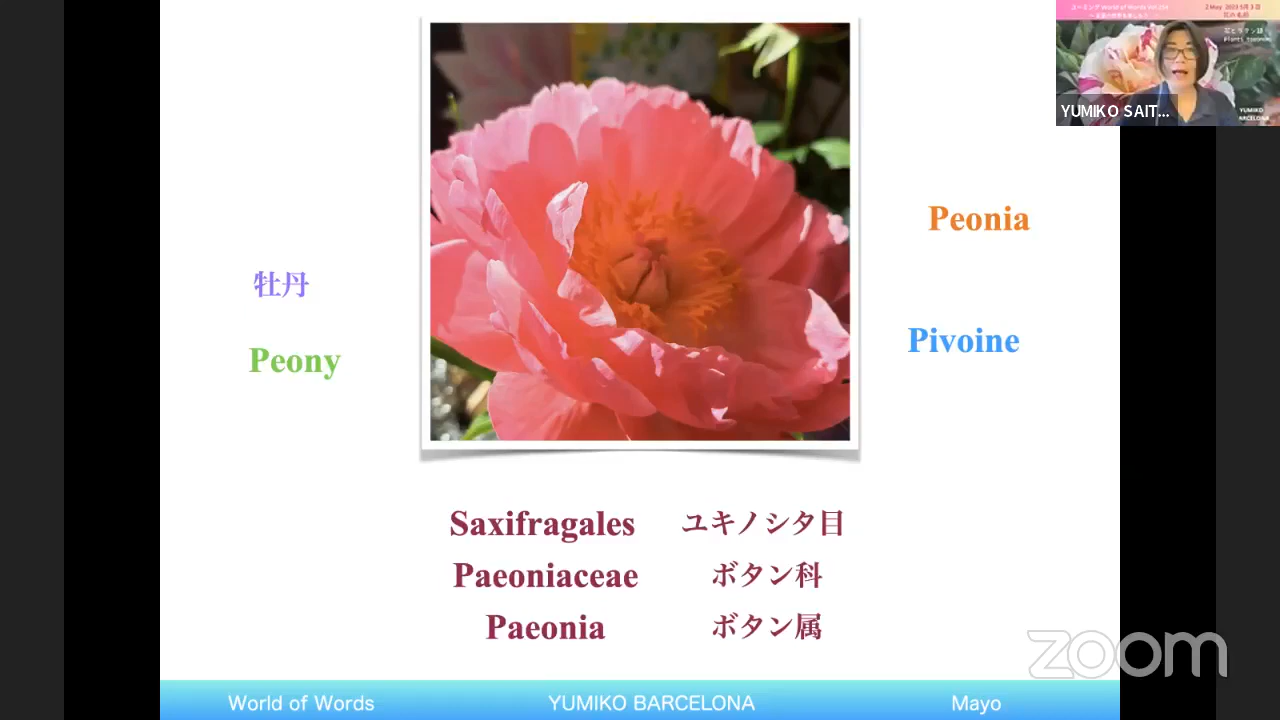 牡丹
Peony
Peonia
Pivoine
Saxifragales ユキノシタ目
Paeoniaceae ボタン科
Paeonia ボタン属
World of Words YUMIKO BARCELONA Mayo
YUMIKO SAIT...
zoom